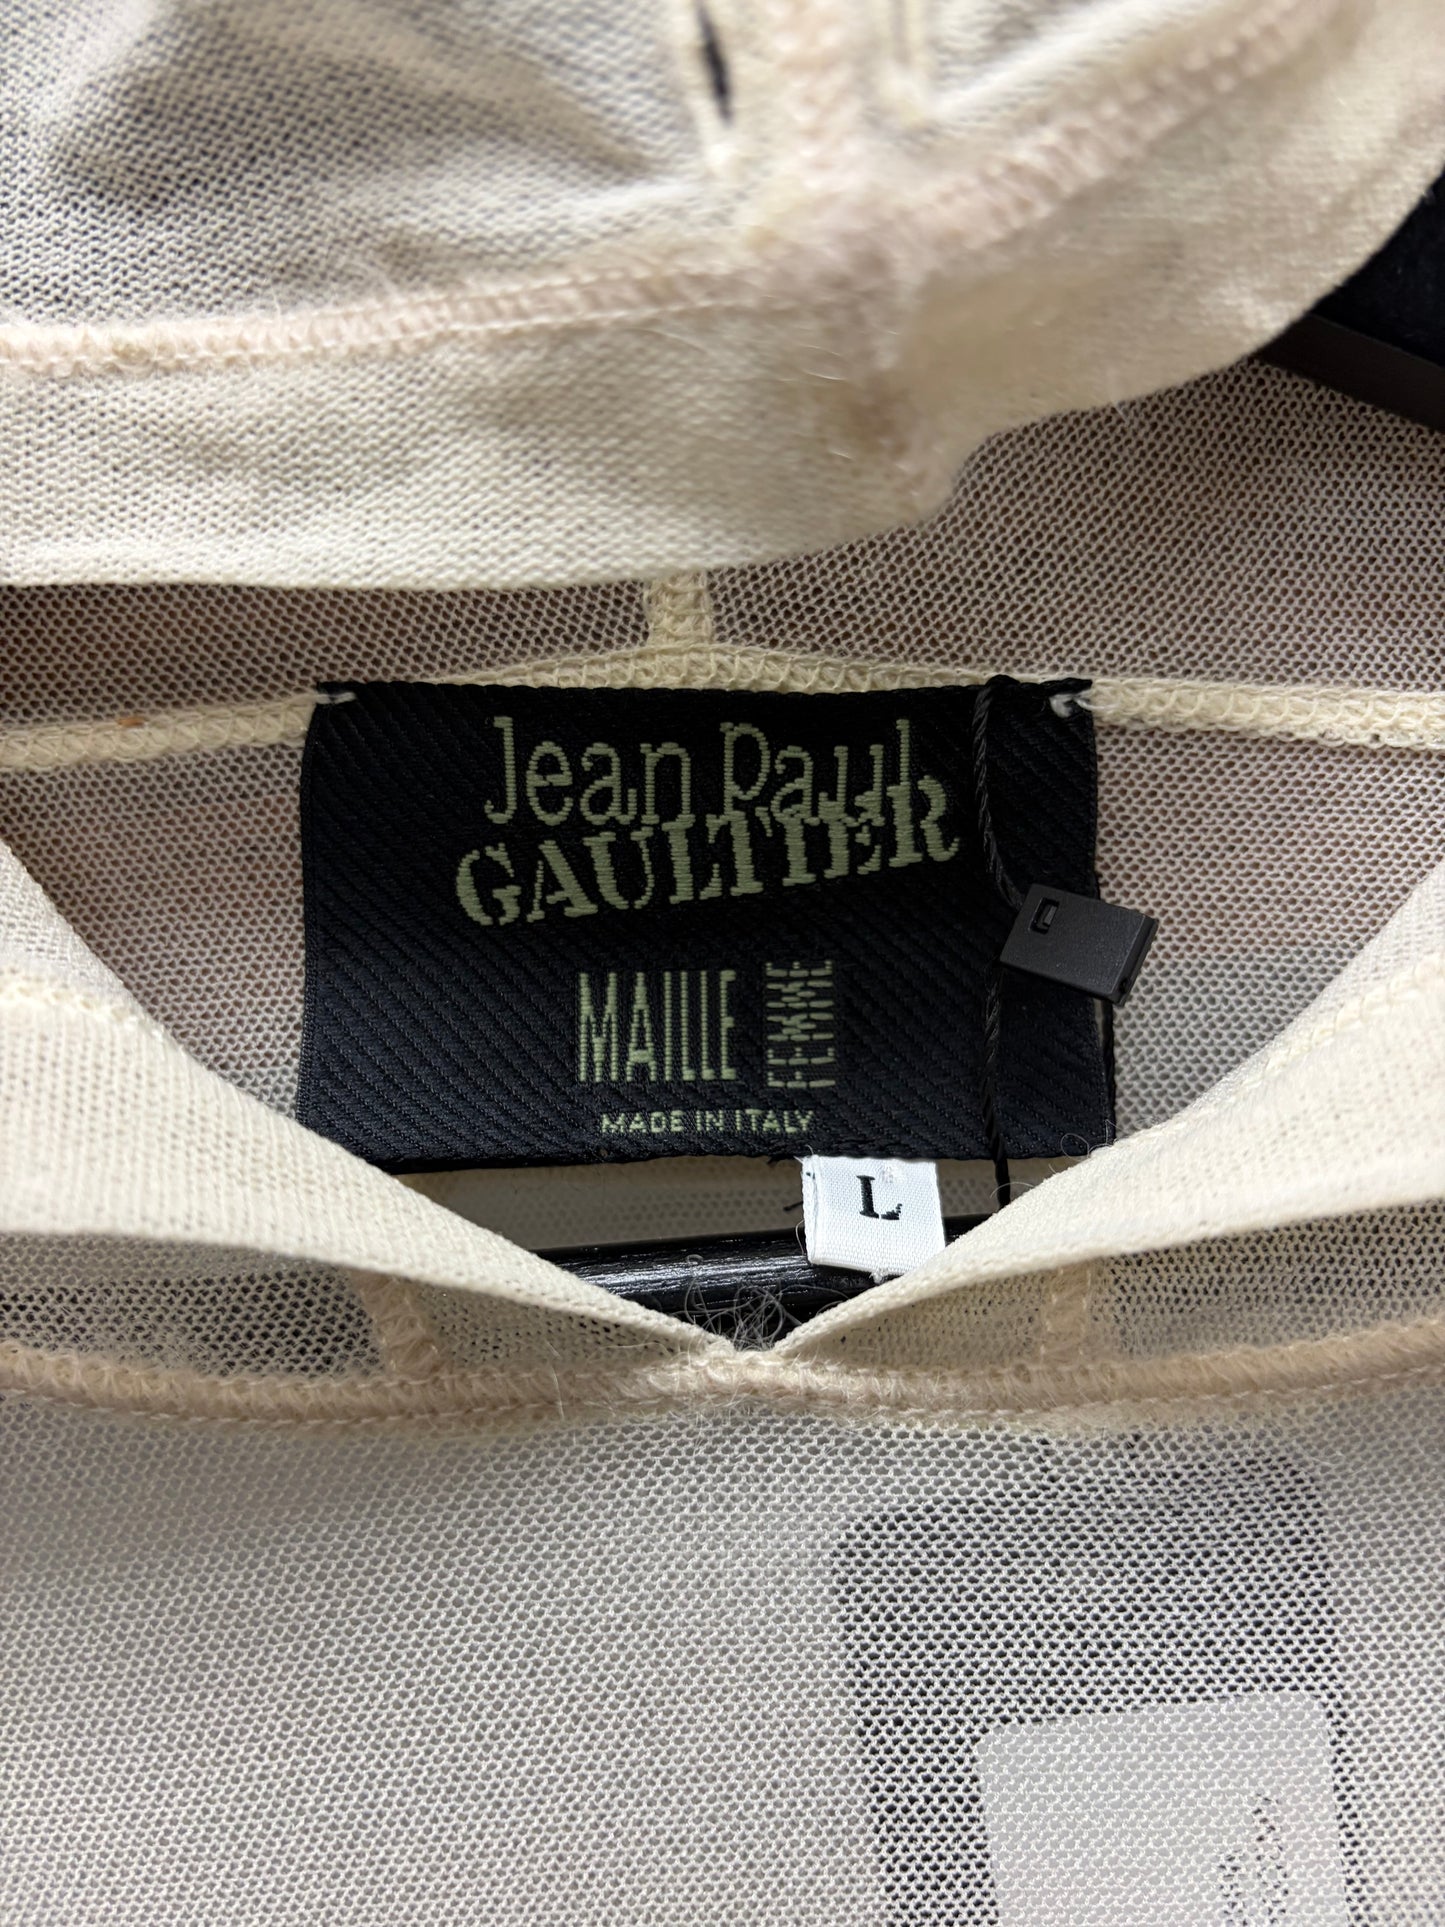 Jean Paul
GAULTIER
MAILLE FEMME
MADE IN ITALY
L